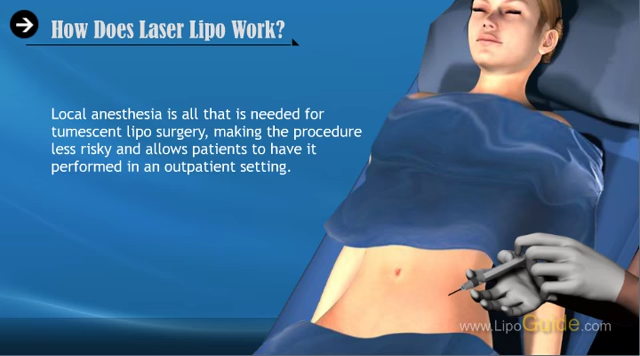 How Does Laser Lipo Work?
Local anesthesia is all that is needed for
tumescent lipo surgery, making the procedure
less risky and allows patients to have it
performed in an outpatient setting.
www.LipoGuide.com